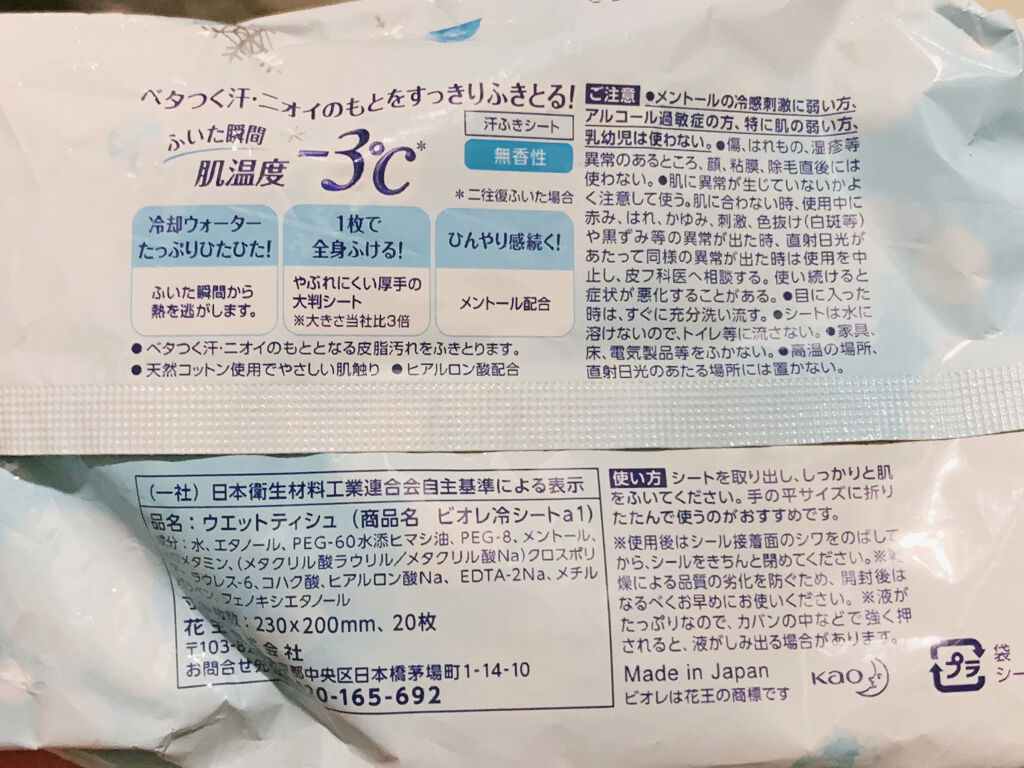 ベタつく汗・ニオイのもとをすっきりふきとる!
ふいた瞬間
肌温度 -3℃*
汗ふきシート
無香性
*二往復ふいた場合
冷却ウォーター
たっぷりひたひた!
ふいた瞬間から
熱を逃がします。
1枚で
全身ふける!
やぶれにくい厚手の
大判シート
※大きさ当社比3倍
ひんやり感続く!
メントール配合
●ベタつく汗・ニオイのもととなる皮脂汚れをふきとります。
●天然コットン使用でやさしい肌触り ●ヒアルロン酸配合
ご注意 ●メントールの冷感刺激に弱い方、
アルコール過敏症の方、特に肌の弱い方、
乳幼児は使わない。●傷、はれもの、湿疹等
異常のあるところ、顔、粘膜、除毛直後には
使わない。●肌に異常が生じていないかよ
く注意して使う。肌に合わない時、使用中に
赤み、はれ、かゆみ、刺激、色抜け(白斑等)
や黒ずみ等の異常が出た時、直射日光が
あたって同様の異常が出た時は使用を中
止し、皮フ科医へ相談する。使い続けると
症状が悪化することがある。●目に入った
時は、すぐに充分洗い流す。●シートは水に
溶けないので、トイレ等に流さない。●家具、
床、電気製品等をふかない。●高温の場所、
直射日光のあたる場所には置かない。
(一社)日本衛生材料工業連合会自主基準による表示
品名:ウエットティシュ(商品名 ビオレ冷シートa1)
分:水、エタノール、PEG-60水添ヒマシ油、PEG-8、メントール、
メタミン、(メタクリル酸ラウリル/メタクリル酸Na)クロスポリ
ラウレス-6、コハク酸、ヒアルロン酸Na、EDTA-2Na、メチル
フェノキシエタノール
数:230×200mm、20枚
花王 会社
〒103-8 都中央区日本橋茅場町1-14-10
お問合せ先 20-165-692
使い方 シートを取り出し、しっかりと肌
をふいてください。手の平サイズに折り
たたんで使うのがおすすめです。
※使用後はシール接着面のシワをのばして
から、シールをきちんと閉めてください。※乾
燥による品質の劣化を防ぐため、開封後は
なるべくお早めにお使いください。※液が
たっぷりなので、カバンの中などで強く押
されると、液がしみ出る場合があります。
Made in Japan
ビオレは花王の商標です
Kao
プラ
袋
シー